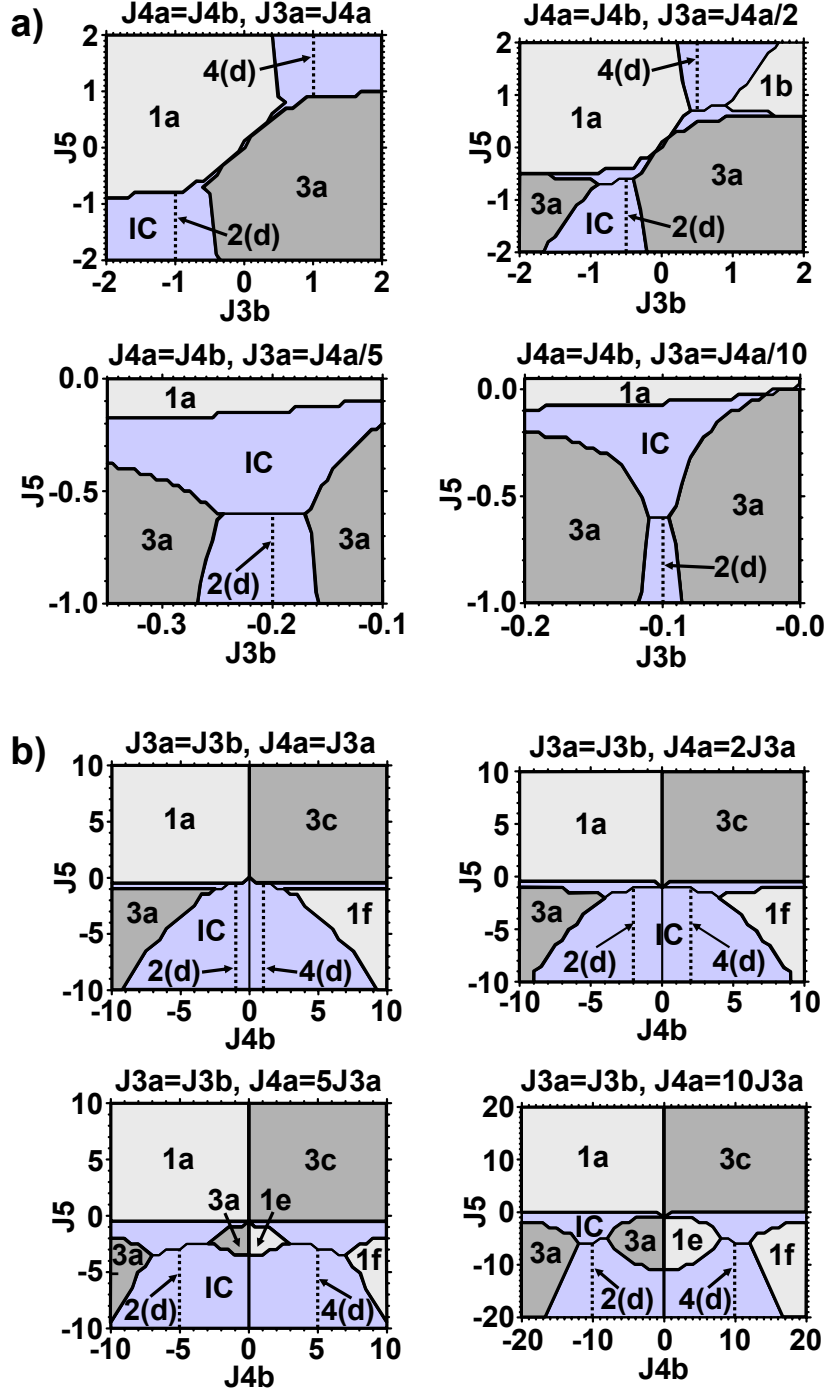 a)
J4a=J4b, J3a=J4a
2
1
0
-1
-2
J5
4(d)
1a
3a
IC
2(d)
-2 -1 0 1 2
J3b
J4a=J4b, J3a=J4a/2
2
1
0
-1
-2
J5
4(d)
1b
1a
3a
3a
IC
2(d)
-2 -1 0 1 2
J3b
J4a=J4b, J3a=J4a/5
0.0
-0.5
-1.0
J5
1a
IC
3a
3a
2(d)
-0.3 -0.2 -0.1
J3b
J4a=J4b, J3a=J4a/10
0.0
-0.5
-1.0
J5
1a
IC
3a
3a
2(d)
-0.2 -0.1 -0.0
J3b
b)
J3a=J3b, J4a=J3a
10
5
0
-5
-10
J5
1a
3c
3a
1f
IC
2(d)
4(d)
-10 -5 0 5 10
J4b
J3a=J3b, J4a=2J3a
10
5
0
-5
-10
J5
1a
3c
3a
1f
2(d)
IC
4(d)
-10 -5 0 5 10
J4b
J3a=J3b, J4a=5J3a
10
5
0
-5
-10
J5
1a
3c
3a
1e
3a
1f
IC
2(d)
4(d)
-10 -5 0 5 10
J4b
J3a=J3b, J4a=10J3a
20
10
0
-10
-20
J5
1a
3c
IC
3a
3a
1e
1f
2(d)
4(d)
-20 -10 0 10 20
J4b